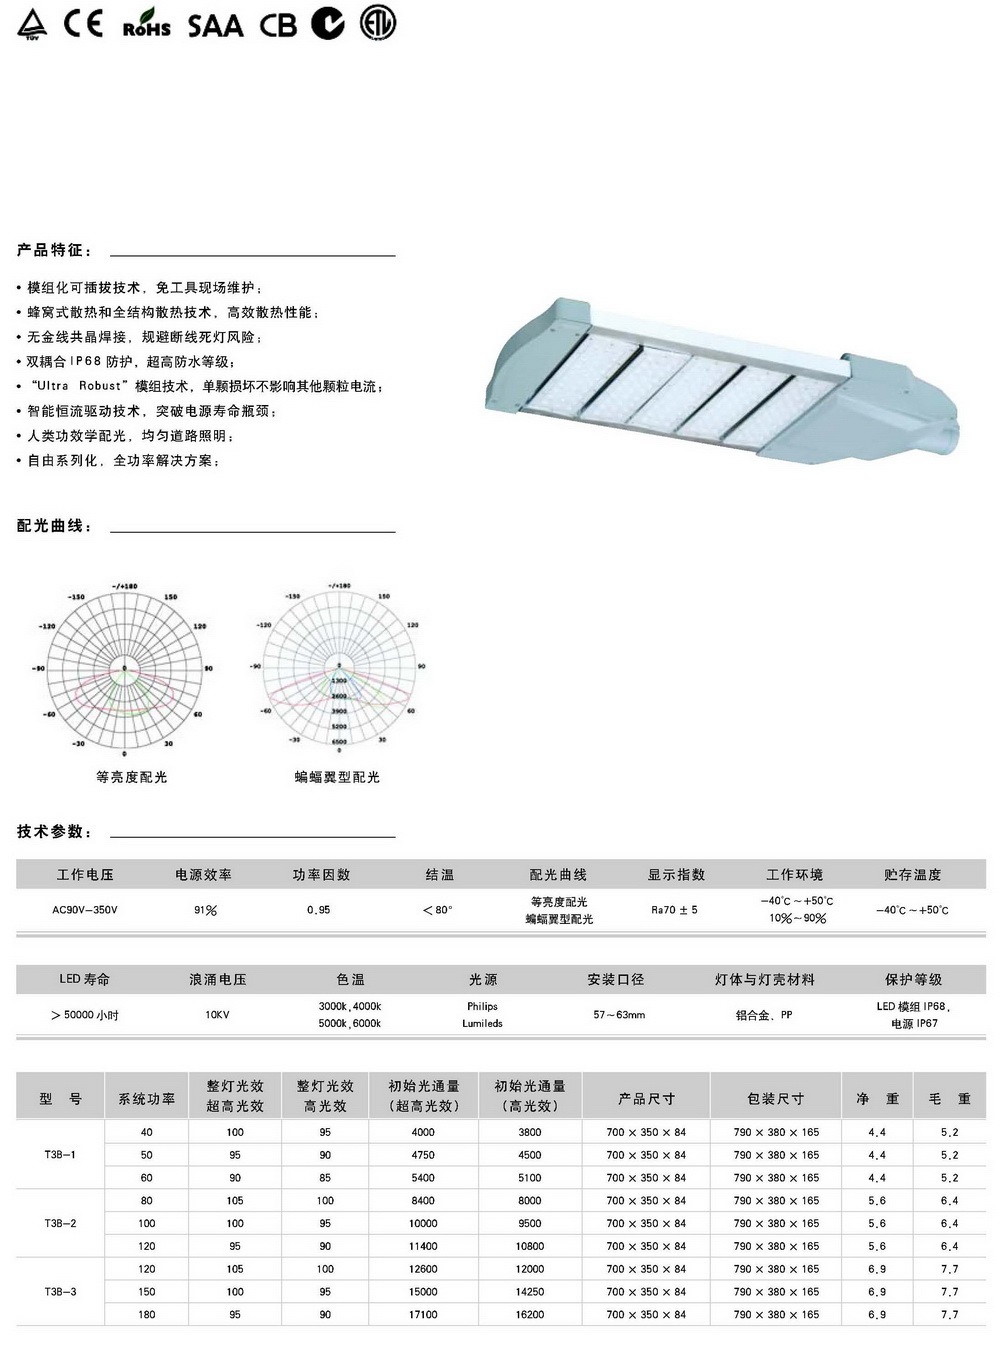 TÜV CE RoHS SAA CB ETL
产品特征：
• 模组化可插拔技术，免工具现场维护；
• 蜂窝式散热和全结构散热技术，高效散热性能；
• 无金线共晶焊接，规避断线死灯风险；
• 双耦合IP68 防护，超高防水等级；
• “Ultra Robust”模组技术，单颗损坏不影响其他颗粒电流；
• 智能恒流驱动技术，突破电源寿命瓶颈；
• 人类功效学配光，均匀道路照明；
• 自由系列化，全功率解决方案；
配光曲线：
-/+180 -/+180
-150 150 -150 150
-120 120 -120 120
-90 0 90 -90 0 90
1300
2600
-60 60 -60 3900 60
5200
-30 30 -30 6500 30
0 0
等亮度配光 蝙蝠翼型配光
技术参数：
工作电压 电源效率 功率因数 结温 配光曲线 显示指数 工作环境 贮存温度
AC90V—350V 91% 0.95 ＜80° 等亮度配光 蝙蝠翼型配光 Ra70 ± 5 —40℃～+50℃ 10%～90% —40℃～+50℃
LED 寿命 浪涌电压 色温 光源 安装口径 灯体与灯壳材料 保护等级
＞50000 小时 10KV 3000k,4000k 5000k,6000k Philips Lumileds 57～63mm 铝合金、PP LED 模组 IP68, 电源 IP67
型 号 系统功率 整灯光效 超高光效 整灯光效 高光效 初始光通量 （超高光效） 初始光通量 （高光效） 产品尺寸 包装尺寸 净 重 毛 重
40 100 95 4000 3800 700 × 350 × 84 790 × 380 × 165 4.4 5.2
T3B—1 50 95 90 4750 4500 700 × 350 × 84 790 × 380 × 165 4.4 5.2
60 90 85 5400 5100 700 × 350 × 84 790 × 380 × 165 4.4 5.2
80 105 100 8400 8000 700 × 350 × 84 790 × 380 × 165 5.6 6.4
T3B—2 100 100 95 10000 9500 700 × 350 × 84 790 × 380 × 165 5.6 6.4
120 95 90 11400 10800 700 × 350 × 84 790 × 380 × 165 5.6 6.4
120 105 100 12600 12000 700 × 350 × 84 790 × 380 × 165 6.9 7.7
T3B—3 150 100 95 15000 14250 700 × 350 × 84 790 × 380 × 165 6.9 7.7
180 95 90 17100 16200 700 × 350 × 84 790 × 380 × 165 6.9 7.7